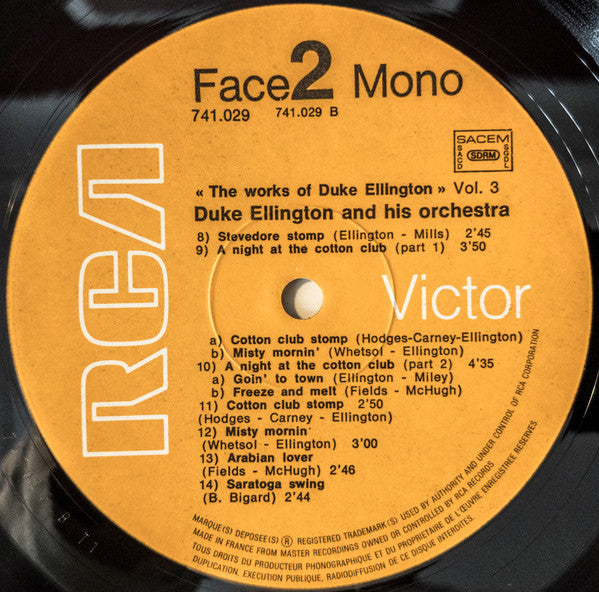 Face 2 Mono
741.029 741.029 B
SACEM
SACD SDRM SGDL
« The works of Duke Ellington » Vol. 3
Duke Ellington and his orchestra
8) Stevedore stomp (Ellington - Mills) 2'45
9) A night at the cotton club (part 1) 3'50
RCA Victor
a) Cotton club stomp (Hodges-Carney-Ellington)
b) Misty mornin' (Whetsol - Ellington)
10) A night at the cotton club (part 2) 4'35
a) Goin' to town (Ellington - Miley)
b) Freeze and melt (Fields - McHugh)
11) Cotton club stomp 2'50
(Hodges - Carney - Ellington)
12) Misty mornin'
(Whetsol - Ellington) 3'00
13) Arabian lover
(Fields - McHugh) 2'46
14) Saratoga swing
(B. Bigard) 2'44
MARQUE(S) DEPOSEE(S) ® REGISTERED TRADEMARK(S) USED BY AUTHORITY AND UNDER CONTROL OF RCA CORPORATION
MADE IN FRANCE FROM MASTER RECORDINGS OWNED OR CONTROLLED BY RCA RECORDS
TOUS DROITS DU PRODUCTEUR PHONOGRAPHIQUE ET DU PROPRIETAIRE DE L'ŒUVRE ENREGISTREE RESERVES.
DUPLICATION, EXECUTION PUBLIQUE, RADIODIFFUSION DE CE DISQUE INTERDITES.